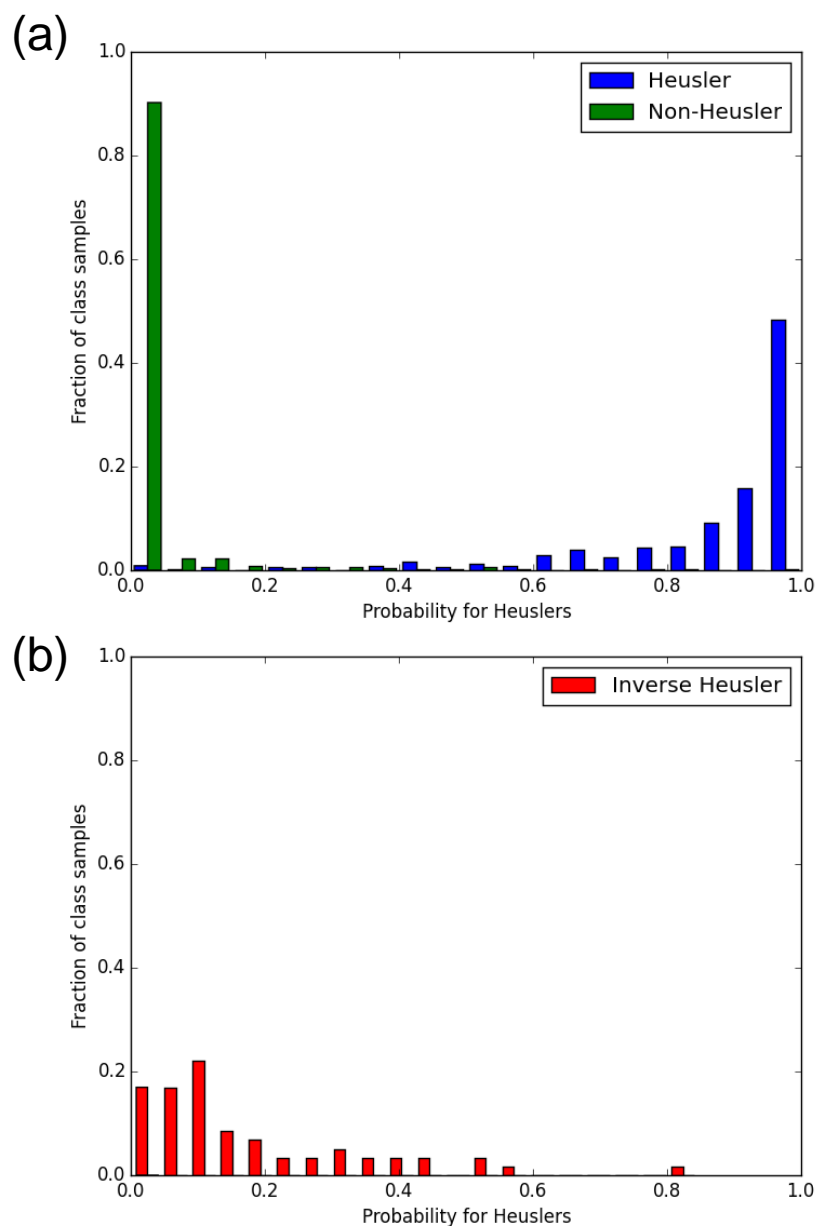 (a)
1.0
Heusler
Non-Heusler
0.8
0.6
0.4
0.2
0.0
Fraction of class samples
0.0 0.2 0.4 0.6 0.8 1.0
Probability for Heuslers
(b)
1.0
Inverse Heusler
0.8
0.6
0.4
0.2
0.0
Fraction of class samples
0.0 0.2 0.4 0.6 0.8 1.0
Probability for Heuslers